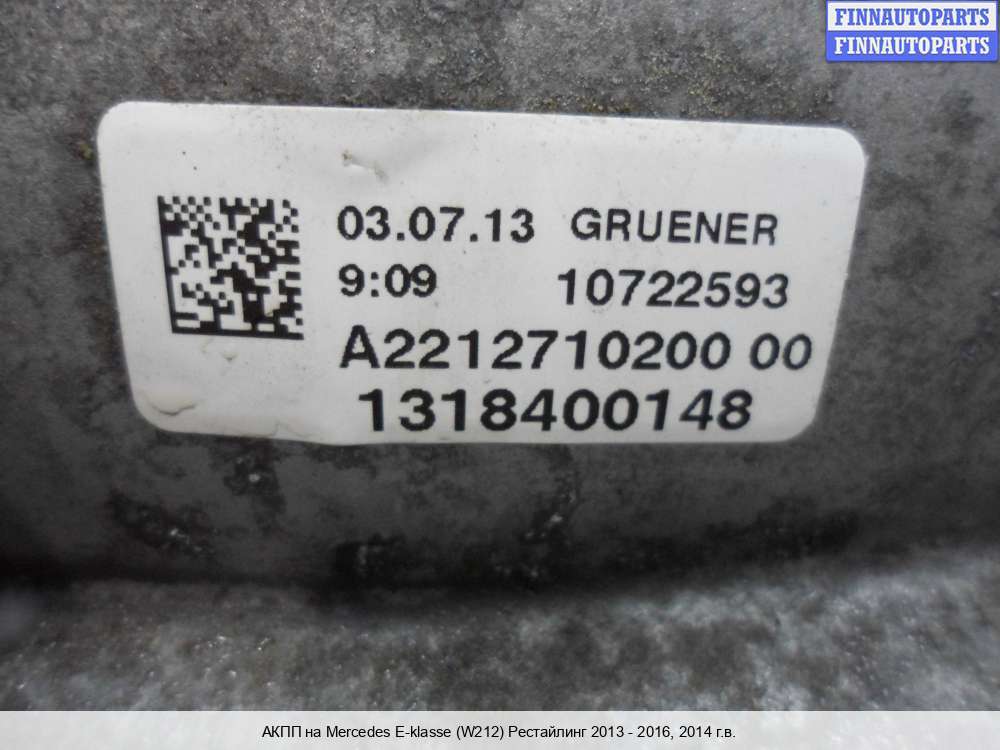 FINNAUTOPARTS
FINNAUTOPARTS
03.07.13 GRUENER
9:09 10722593
A2212710200 00
1318400148
АКПП на Mercedes E-klasse (W212) Рестайлинг 2013 - 2016, 2014 г.в.